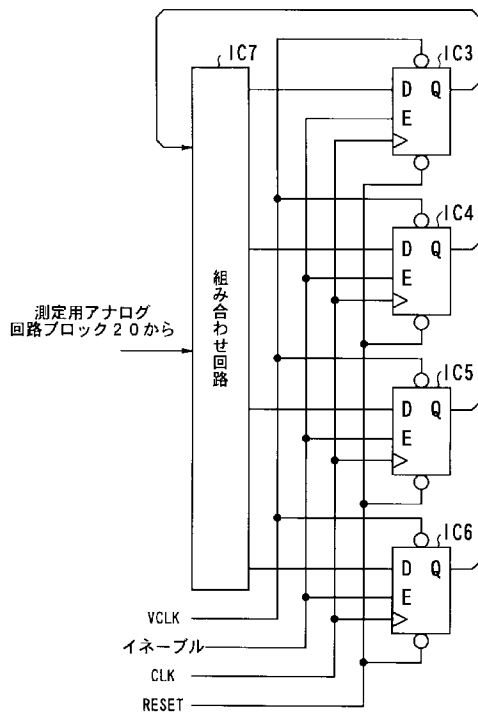 IC7
IC3
D Q
E
IC4
D Q
E
組み合わせ回路
測定用アナログ
回路ブロック20から
IC5
D Q
E
IC6
D Q
E
VCLK
イネーブル
CLK
RESET